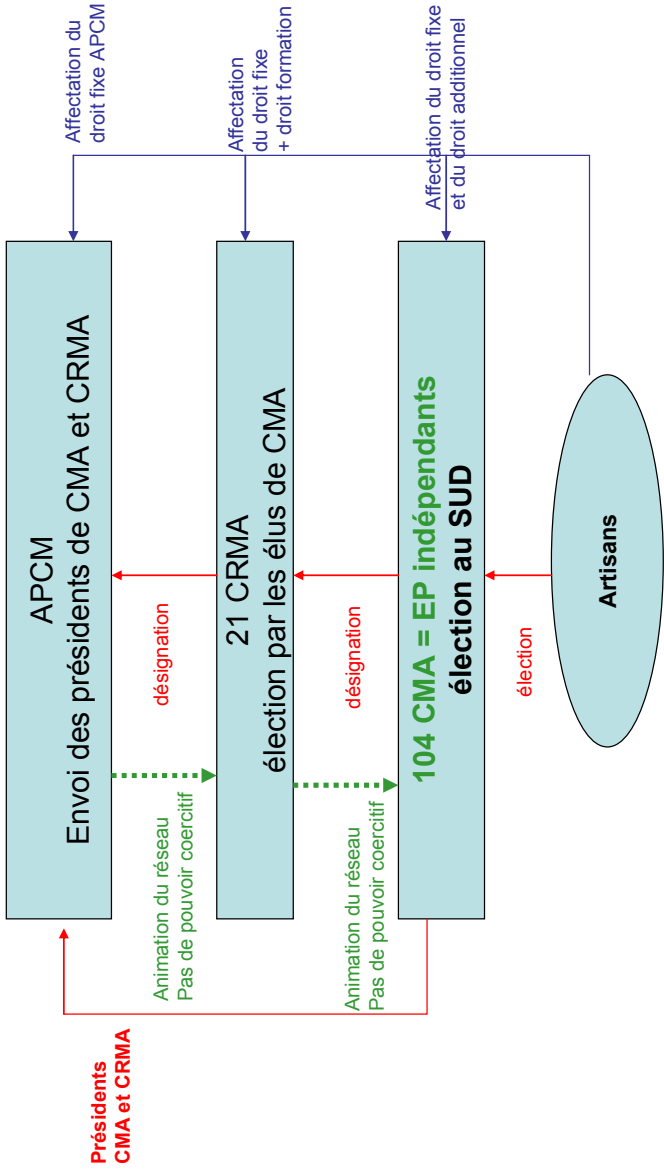 Affectation du
droit fixe APCM
APCM
Envoi des présidents de CMA et CRMA
Présidents
CMA et CRMA
Animation du réseau
Pas de pouvoir coercitif
désignation
Affectation
du droit fixe
+ droit formation
21 CRMA
élection par les élus de CMA
Animation du réseau
Pas de pouvoir coercitif
désignation
Affectation du droit fixe
et du droit additionnel
104 CMA = EP indépendants
élection au SUD
élection
Artisans